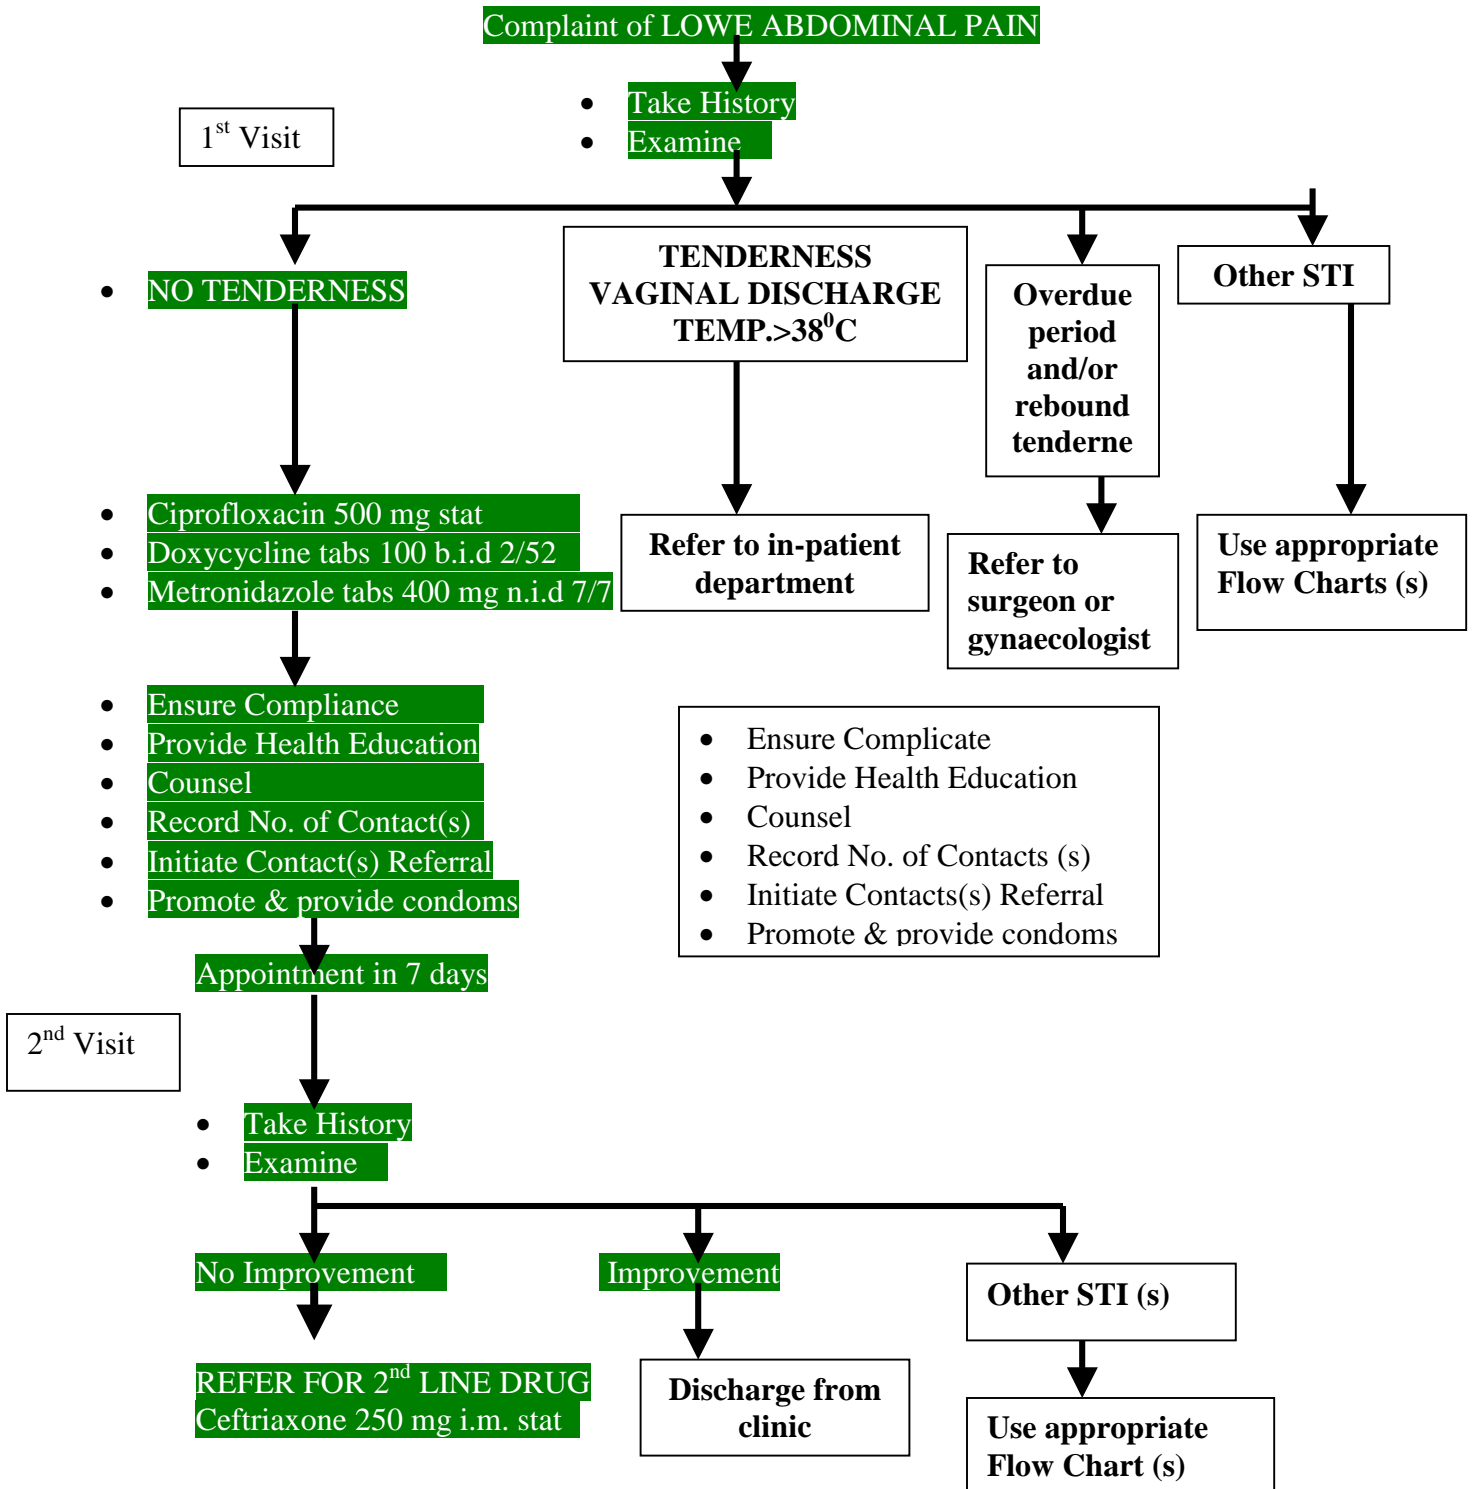 Complaint of LOWE ABDOMINAL PAIN
• Take History
• Examine
1st Visit
• NO TENDERNESS
TENDERNESS
VAGINAL DISCHARGE
TEMP.>38⁰C
Overdue
period
and/or
rebound
tenderne
Other STI
• Ciprofloxacin 500 mg stat
• Doxycycline tabs 100 b.i.d 2/52
• Metronidazole tabs 400 mg n.i.d 7/7
Refer to in-patient
department
Refer to
surgeon or
gynaecologist
Use appropriate
Flow Charts (s)
• Ensure Compliance
• Provide Health Education
• Counsel
• Record No. of Contact(s)
• Initiate Contact(s) Referral
• Promote & provide condoms
• Ensure Complicate
• Provide Health Education
• Counsel
• Record No. of Contacts (s)
• Initiate Contacts(s) Referral
• Promote & provide condoms
Appointment in 7 days
2nd Visit
• Take History
• Examine
No Improvement
Improvement
Other STI (s)
REFER FOR 2nd LINE DRUG
Ceftriaxone 250 mg i.m. stat
Discharge from
clinic
Use appropriate
Flow Chart (s)